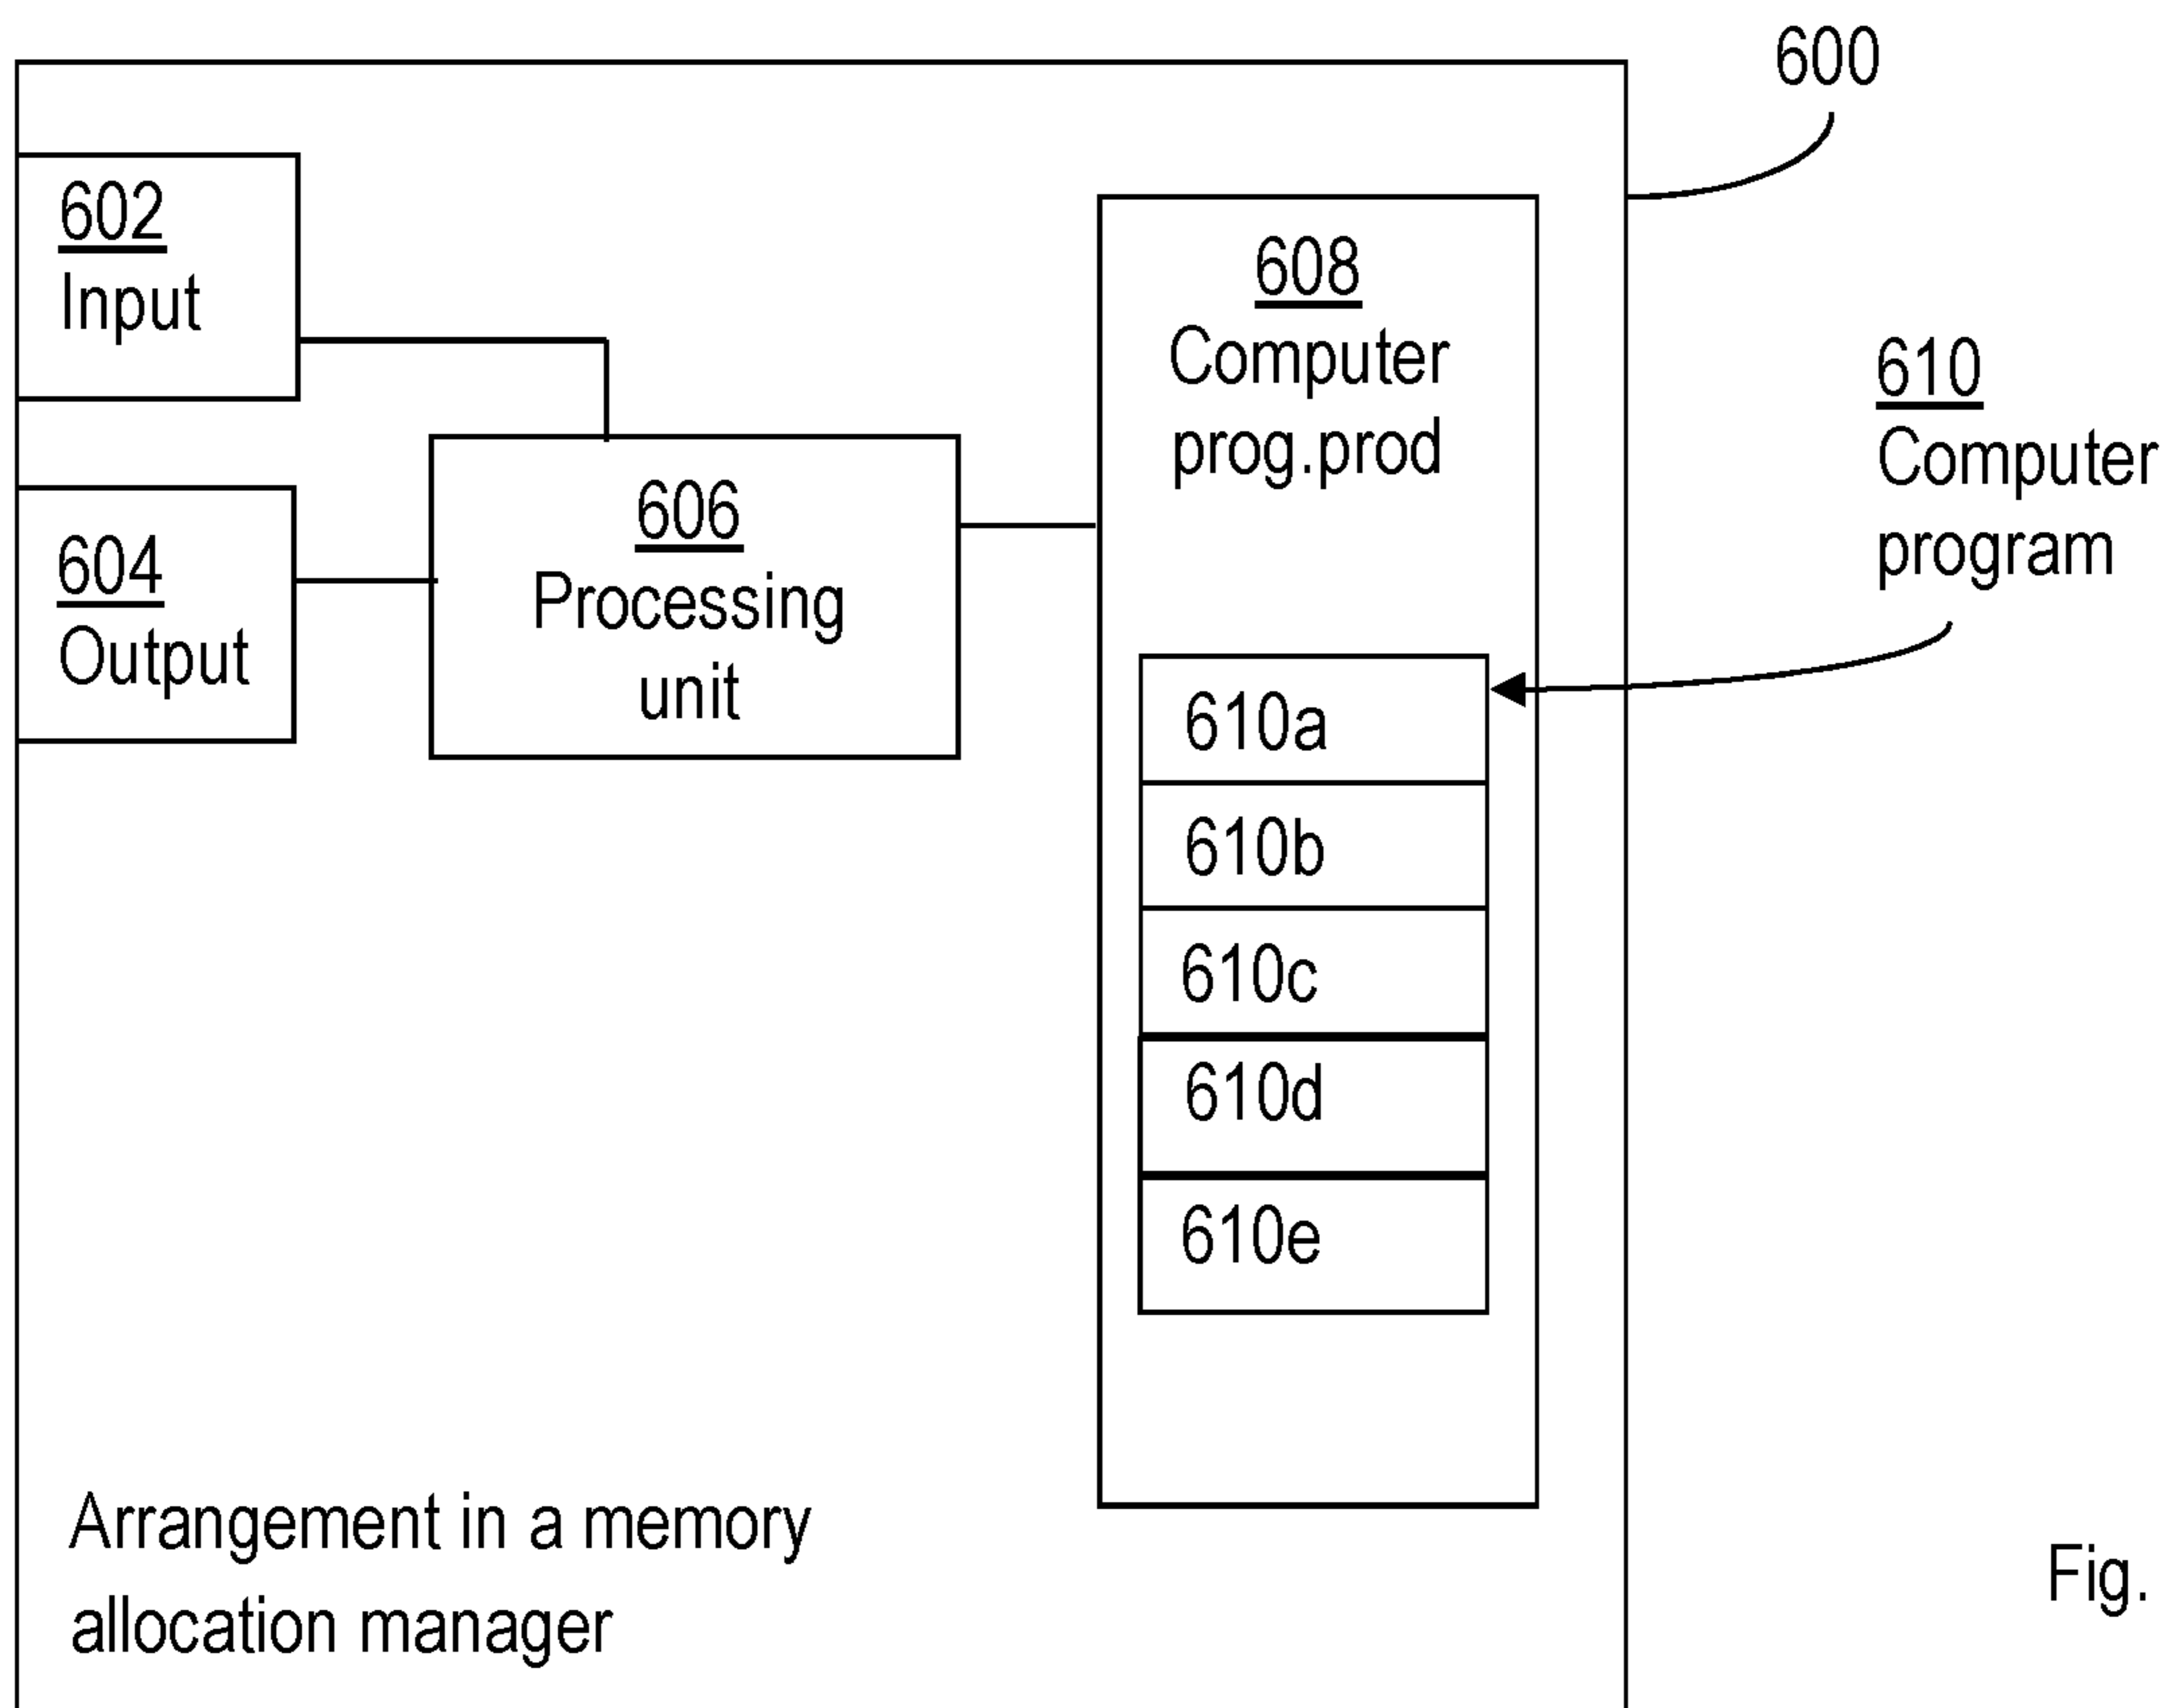 600
602
Input
604
Output
606
Processing
unit
608
Computer
prog.prod
610
Computer
program
610a
610b
610c
610d
610e
Arrangement in a memory
allocation manager
Fig.